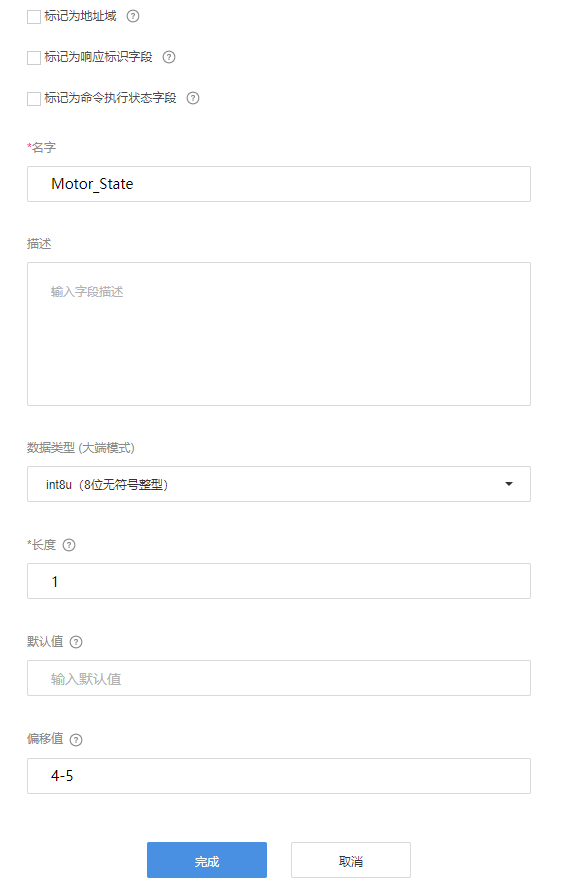 标记为地址域 ?
标记为响应标识字段 ?
标记为命令执行状态字段 ?
*名字
Motor_State
描述
输入字段描述
数据类型 (大端模式)
int8u（8位无符号整型）
*长度 ?
1
默认值 ?
输入默认值
偏移值 ?
4-5
完成 取消